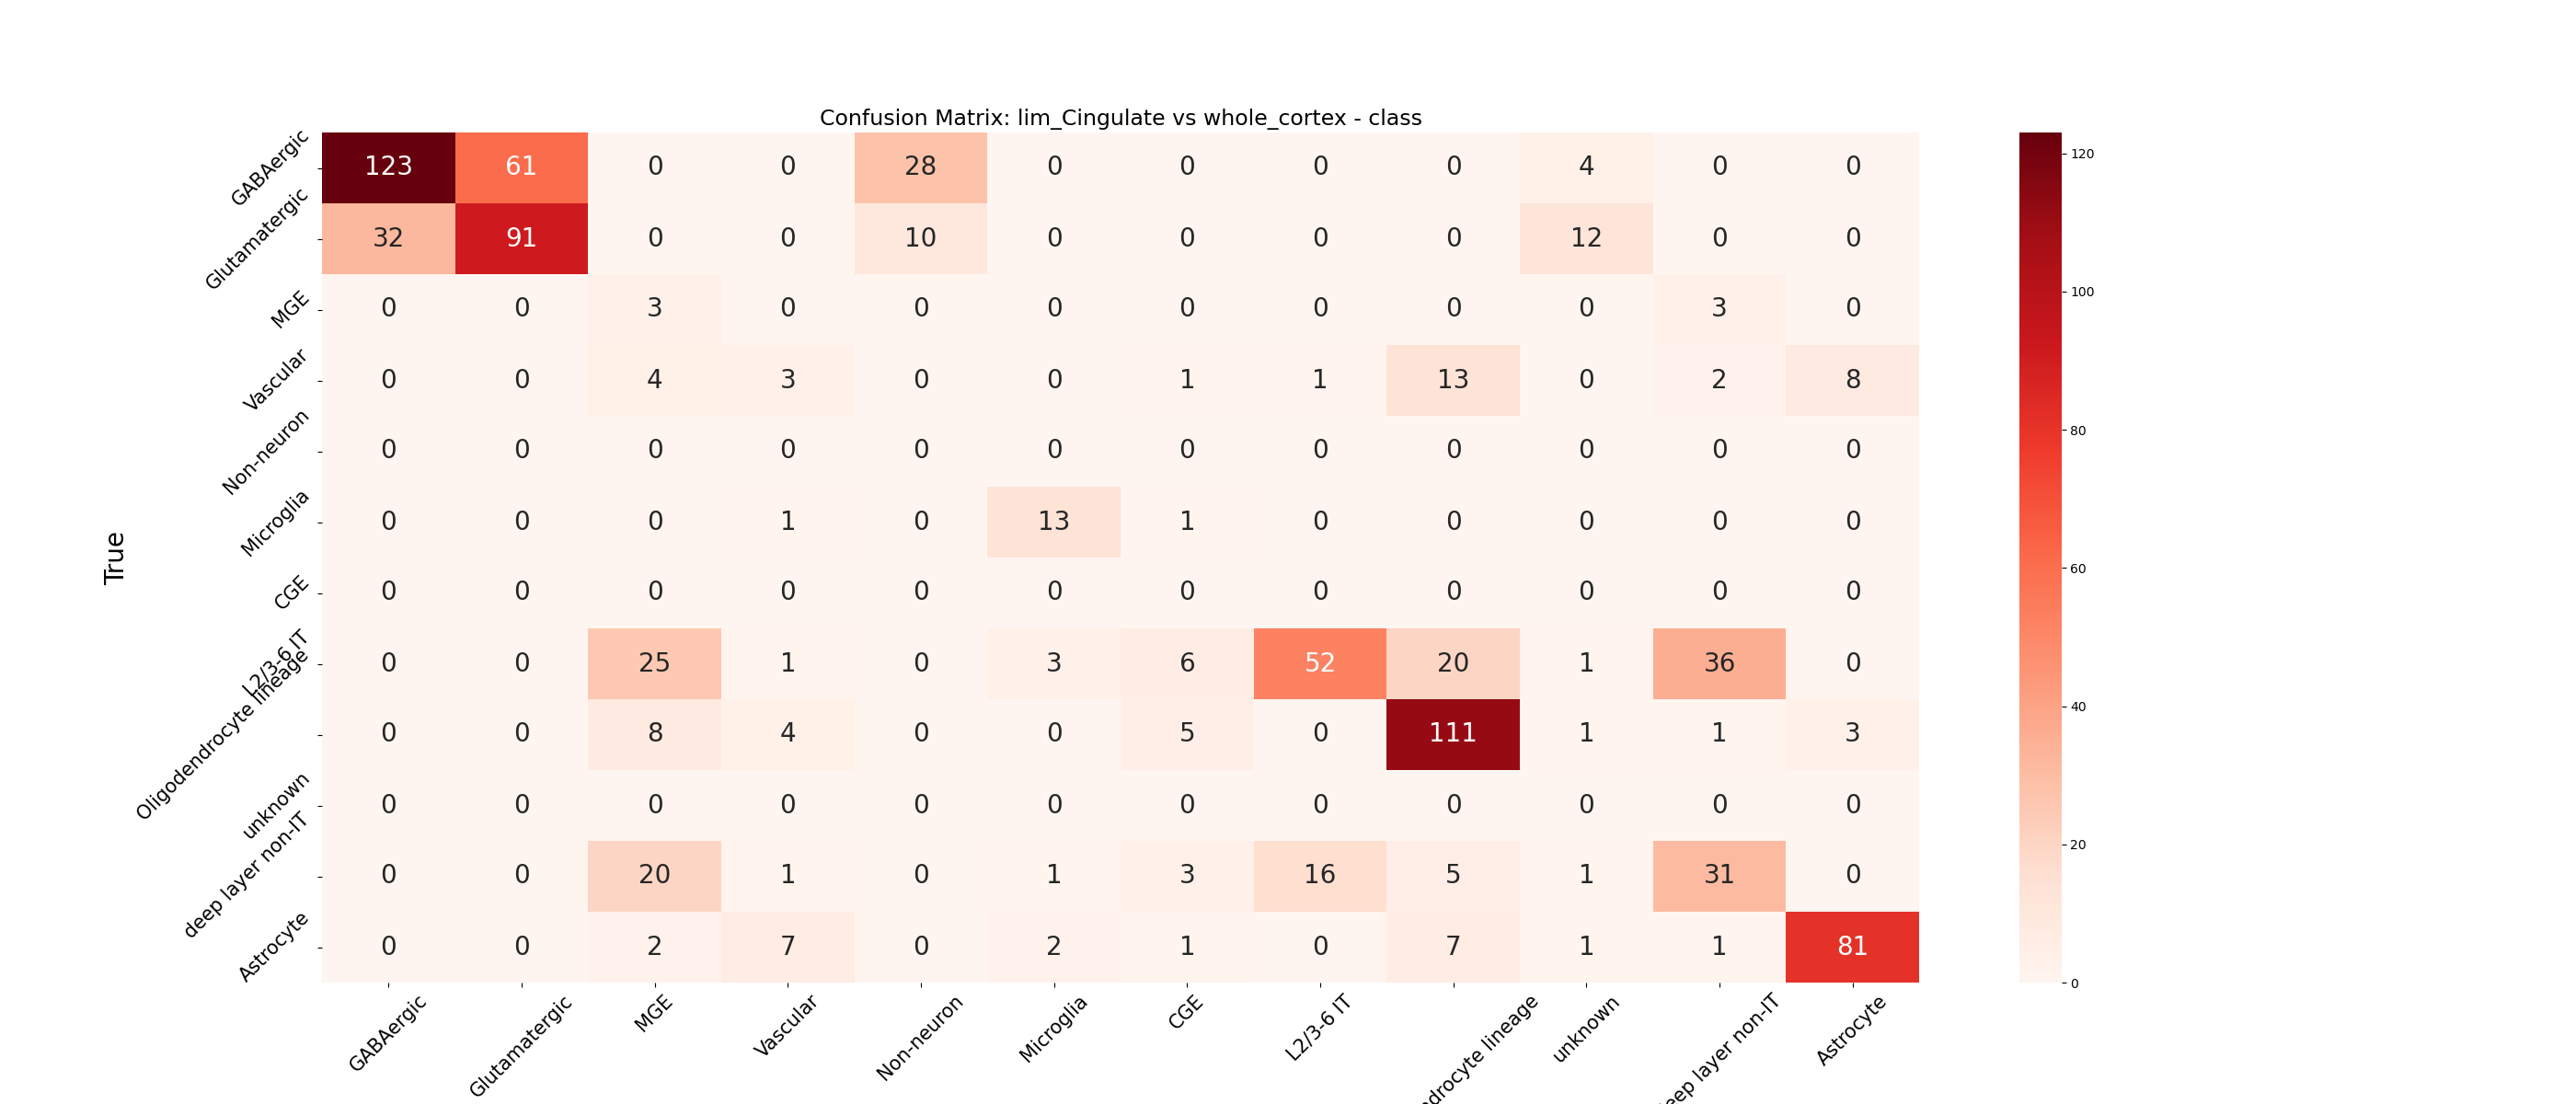 Confusion Matrix: lim_Cingulate vs whole_cortex - class
True
GABAergic 123 61 0 0 28 0 0 0 0 4 0 0
Glutamatergic 32 91 0 0 10 0 0 0 0 12 0 0
MGE 0 0 3 0 0 0 0 0 0 0 3 0
Vascular 0 0 4 3 0 0 1 1 13 0 2 8
Non-neuron 0 0 0 0 0 0 0 0 0 0 0 0
Microglia 0 0 0 1 0 13 1 0 0 0 0 0
CGE 0 0 0 0 0 0 0 0 0 0 0 0
L2/3-6 IT 0 0 25 1 0 3 6 52 20 1 36 0
Oligodendrocyte lineage 0 0 8 4 0 0 5 0 111 1 1 3
unknown 0 0 0 0 0 0 0 0 0 0 0 0
deep layer non-IT 0 0 20 1 0 1 3 16 5 1 31 0
Astrocyte 0 0 2 7 0 2 1 0 7 1 1 81
GABAergic Glutamatergic MGE Vascular Non-neuron Microglia CGE L2/3-6 IT lineage unknown layer non-IT Astrocyte
120
100
80
60
40
20
0